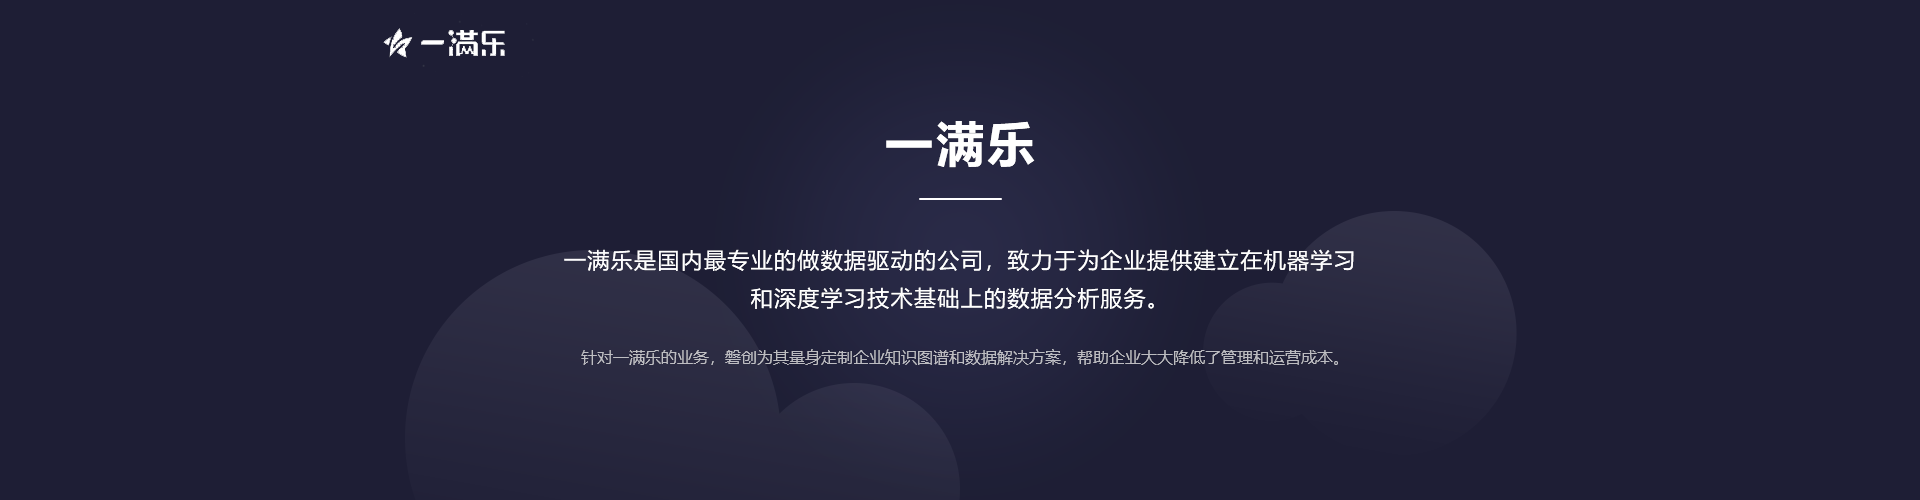 一满乐
一满乐
一满乐是国内最专业的做数据驱动的公司，致力于为企业提供建立在机器学习
和深度学习技术基础上的数据分析服务。
针对一满乐的业务，磐创为其量身定制企业知识图谱和数据解决方案，帮助企业大大降低了管理和运营成本。